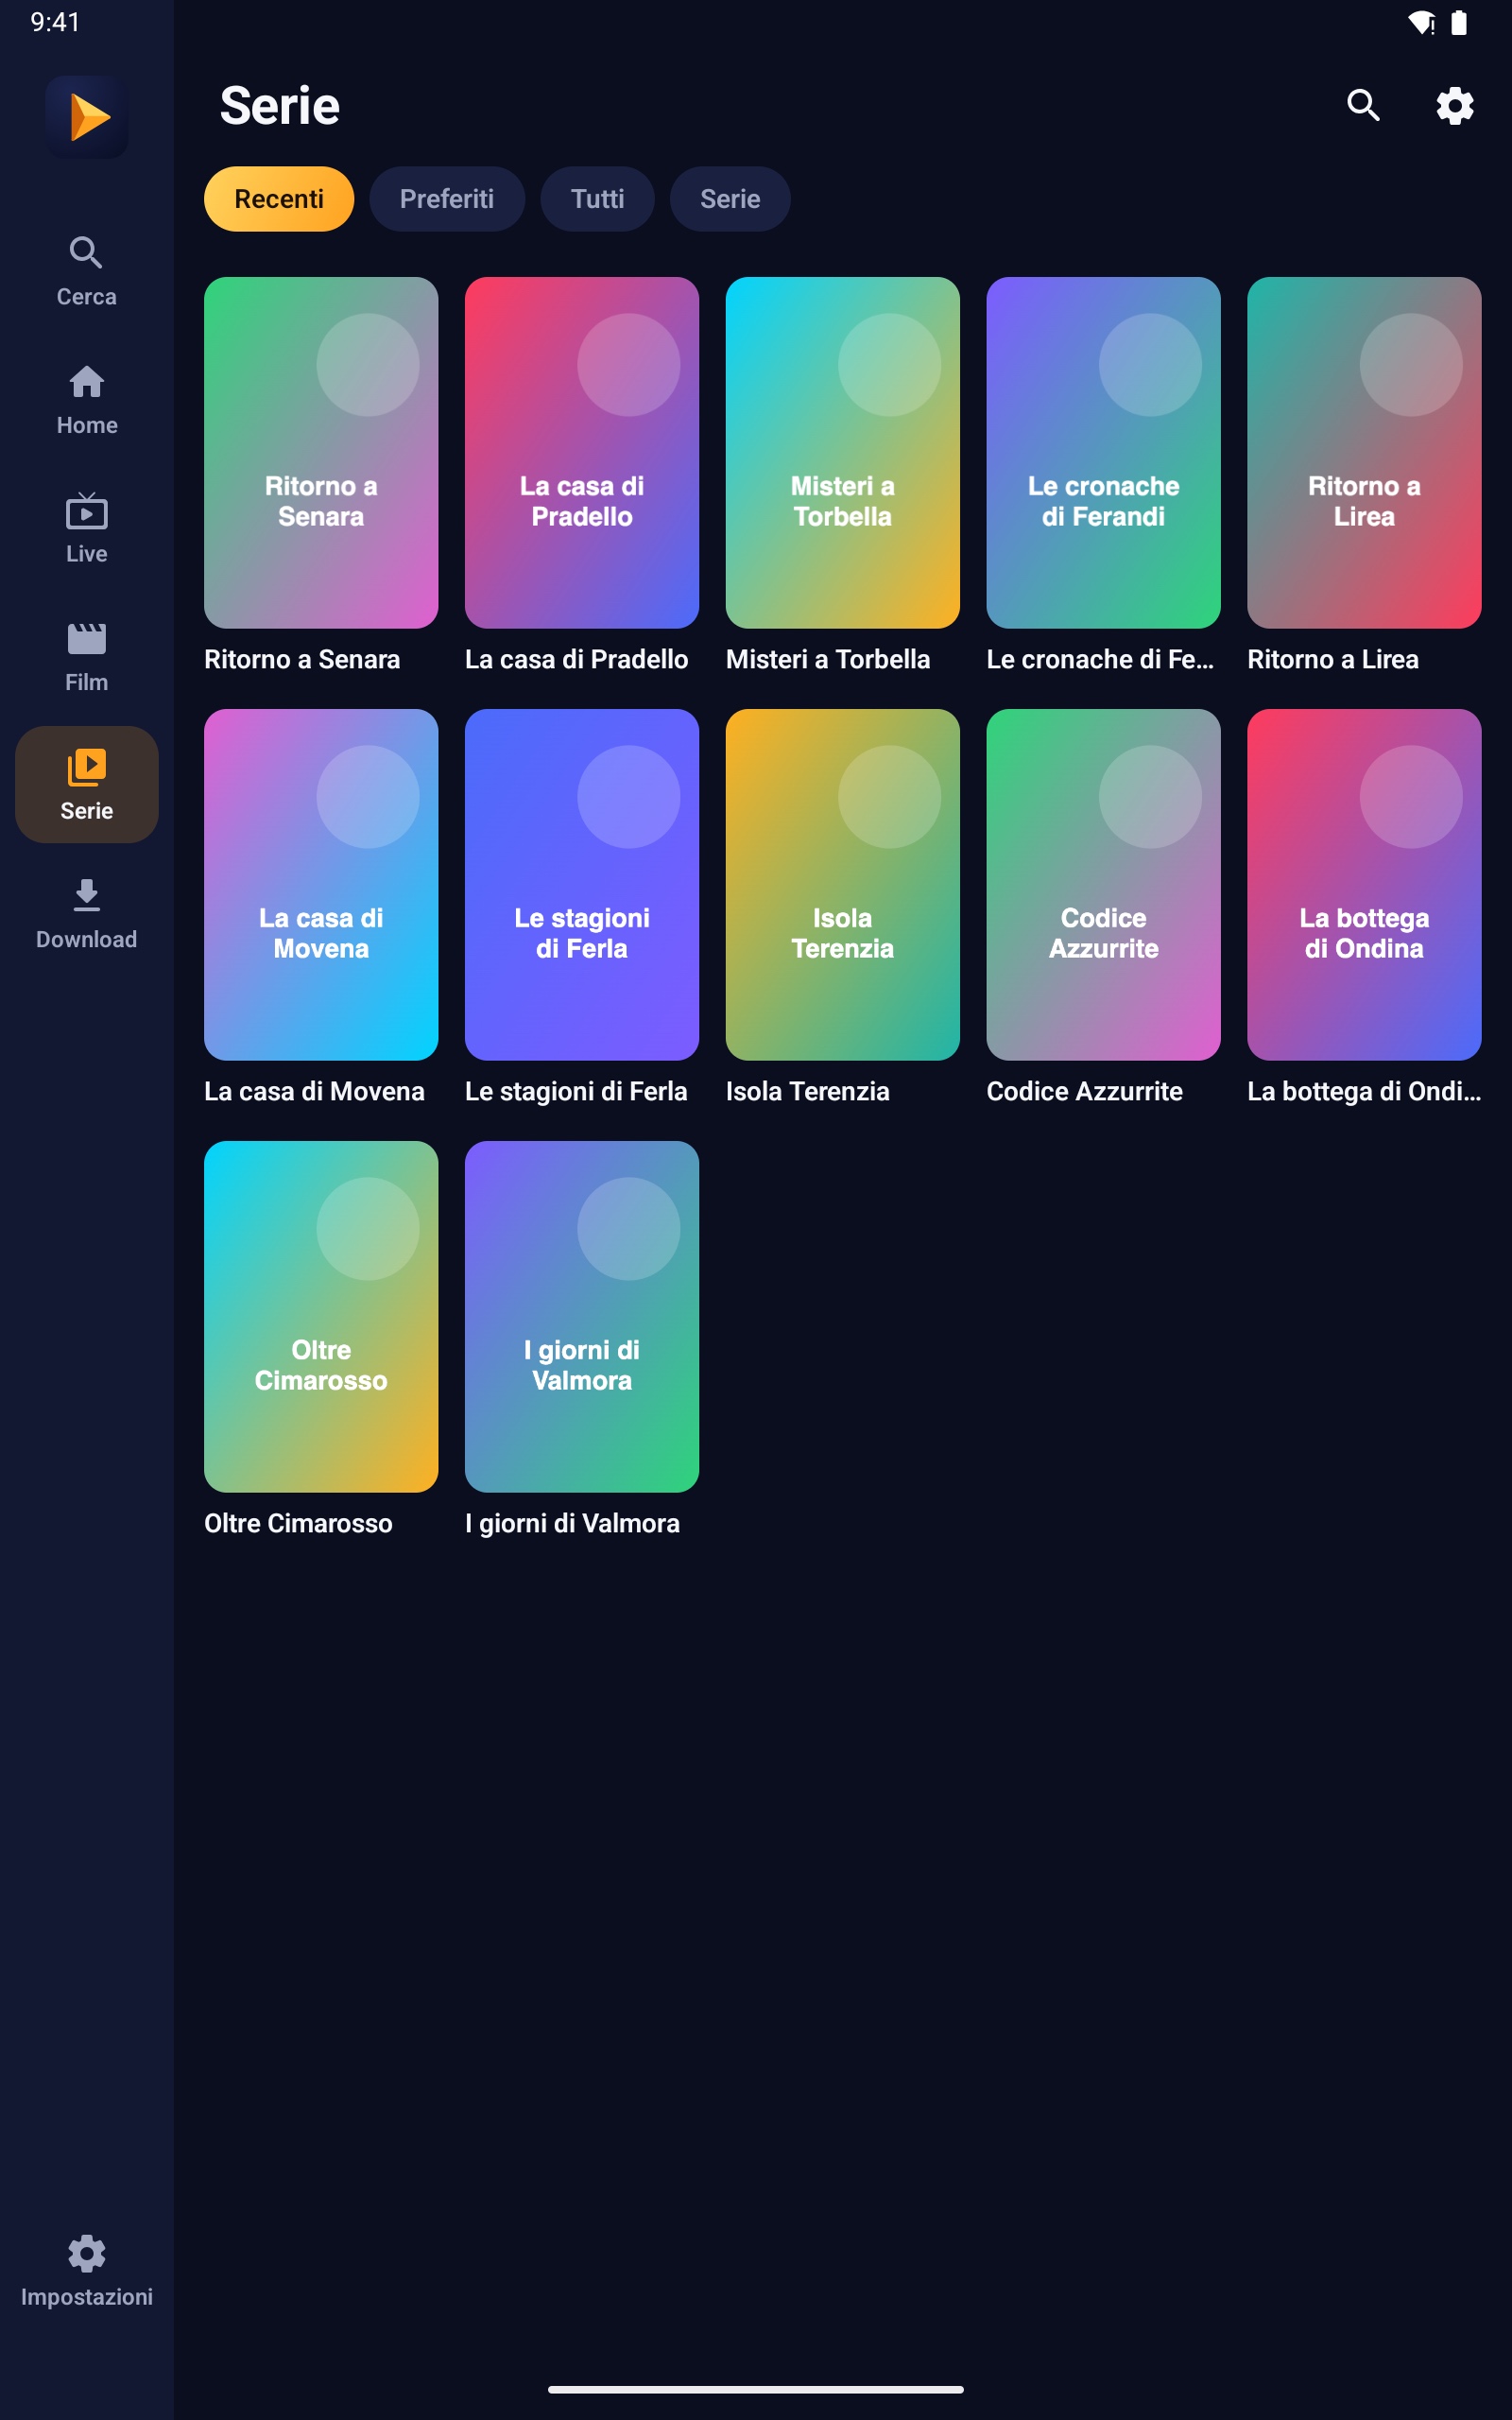 9:41
Serie
Recenti
Preferiti
Tutti
Serie
Cerca
Home
Live
Film
Serie
Download
Impostazioni
Ritorno a
Senara
Ritorno a Senara
La casa di
Pradello
La casa di Pradello
Misteri a
Torbella
Misteri a Torbella
Le cronache
di Ferandi
Le cronache di Fe...
Ritorno a
Lirea
Ritorno a Lirea
La casa di
Movena
La casa di Movena
Le stagioni
di Ferla
Le stagioni di Ferla
Isola
Terenzia
Isola Terenzia
Codice
Azzurrite
Codice Azzurrite
La bottega
di Ondina
La bottega di Ondi...
Oltre
Cimarosso
Oltre Cimarosso
I giorni di
Valmora
I giorni di Valmora